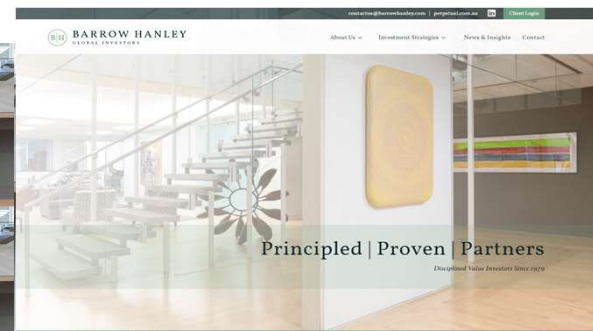 contactus@barrowhanley.com | perpetual.com.au in Client Login
B|H BARROW HANLEY
GLOBAL INVESTORS
About Us Investment Strategies News & Insights Contact
Principled | Proven | Partners
Disciplined Value Investors Since 1979